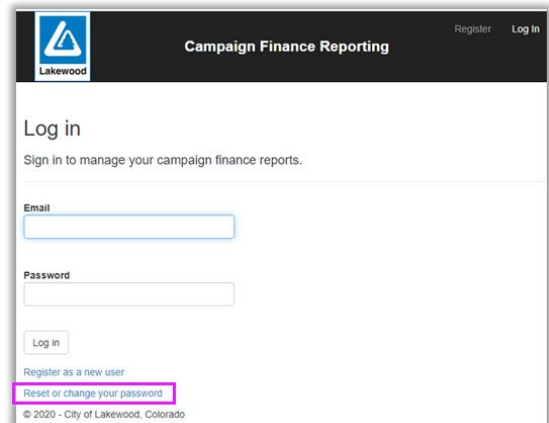 Register Log In
Campaign Finance Reporting
Lakewood
Log in
Sign in to manage your campaign finance reports.
Email
Password
Log in
Register as a new user
Reset or change your password
© 2020 - City of Lakewood, Colorado